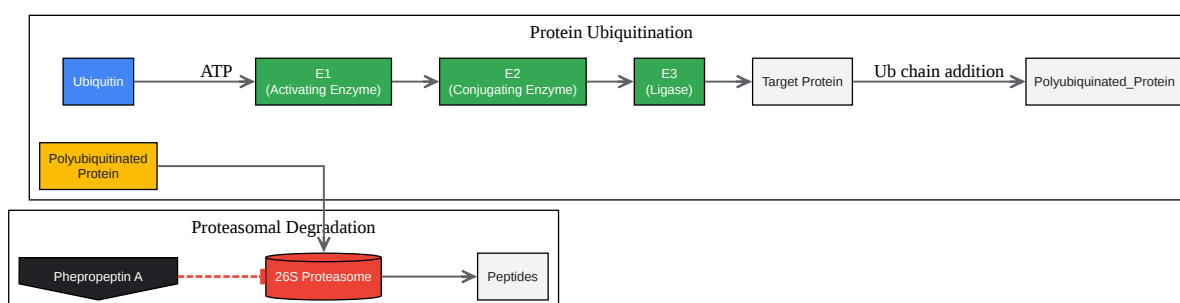 Protein Ubiquitination
Ubiquitin
ATP
E1
(Activating Enzyme)
E2
(Conjugating Enzyme)
E3
(Ligase)
Target Protein
Ub chain addition
Polyubiquinated_Protein
Polyubiquitinated
Protein
Proteasomal Degradation
Phepropeptin A
26S Proteasome
Peptides